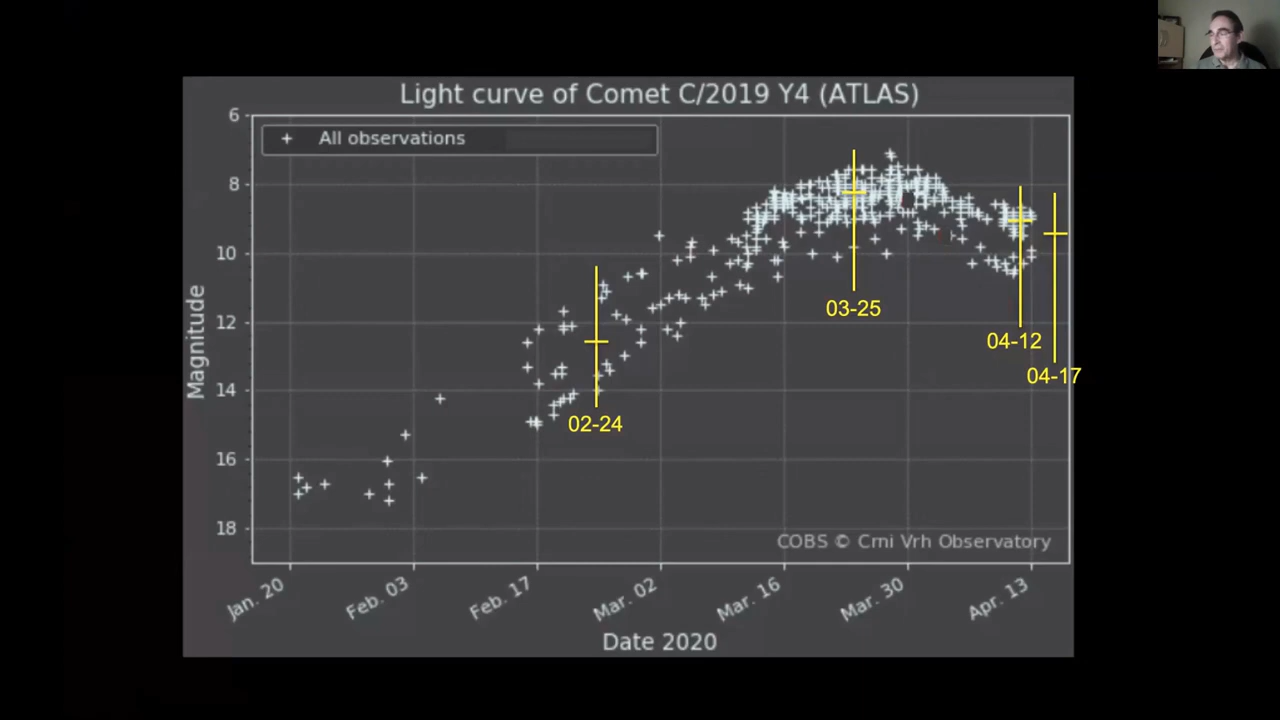 Light curve of Comet C/2019 Y4 (ATLAS)
+ All observations
6
8
10
12
14
16
18
Magnitude
02-24
03-25
04-12
04-17
COBS © Crni Vrh Observatory
Jan. 20
Feb. 03
Feb. 17
Mar. 02
Mar. 16
Mar. 30
Apr. 13
Date 2020